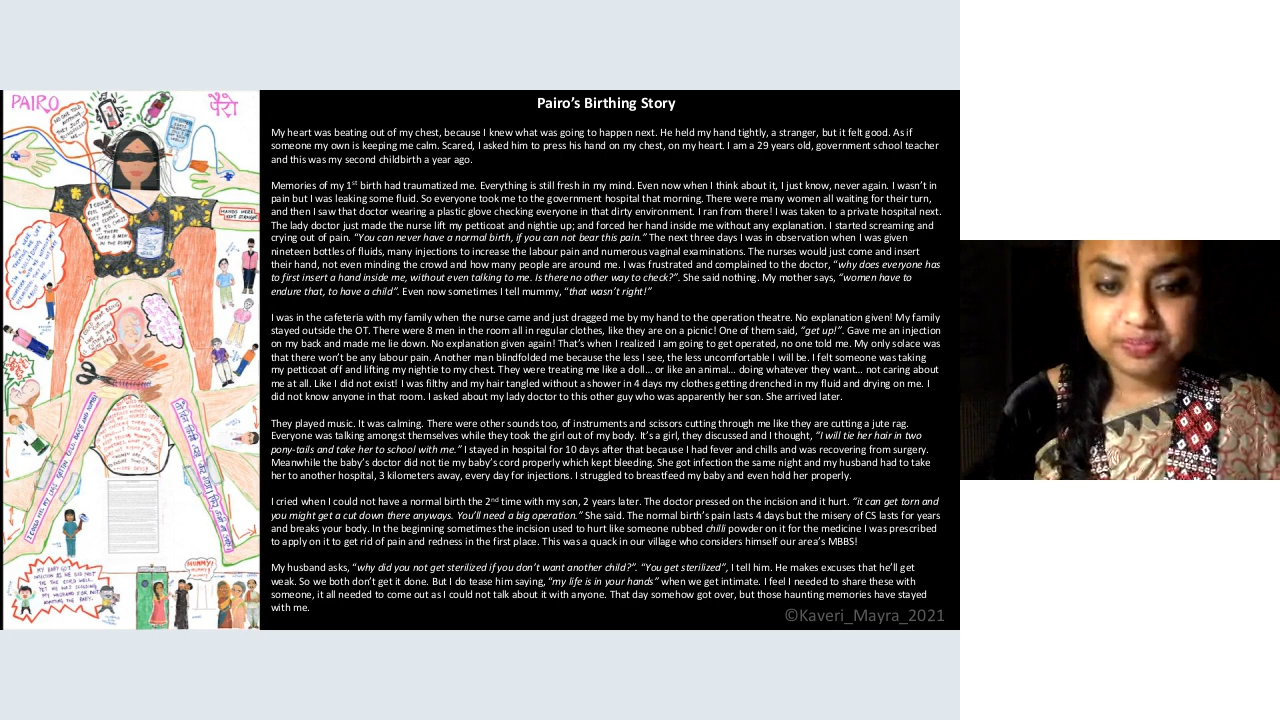 PAIRO
पैरो
Pairo’s Birthing Story
My heart was beating out of my chest, because I knew what was going to happen next. He held my hand tightly, a stranger, but it felt good. As if
someone my own is keeping me calm. Scared, I asked him to press his hand on my chest, on my heart. I am a 29 years old, government school teacher
and this was my second childbirth a year ago.
Memories of my 1st birth had traumatized me. Everything is still fresh in my mind. Even now when I think about it, I just know, never again. I wasn’t in
pain but I was leaking some fluid. So everyone took me to the government hospital that morning. There were many women all waiting for their turn,
and then I saw that doctor wearing a plastic glove checking everyone in that dirty environment. I ran from there! I was taken to a private hospital next.
The lady doctor just made the nurse lift my petticoat and nightie up; and forced her hand inside me without any explanation. I started screaming and
crying out of pain. “You can never have a normal birth, if you can not bear this pain.” The next three days I was in observation when I was given
nineteen bottles of fluids, many injections to increase the labour pain and numerous vaginal examinations. The nurses would just come and insert
their hand, not even minding the crowd and how many people are around me. I was frustrated and complained to the doctor, “why does everyone has
to first insert a hand inside me, without even talking to me. Is there no other way to check?”. She said nothing. My mother says, “women have to
endure that, to have a child”. Even now sometimes I tell mummy, “that wasn’t right!”
I was in the cafeteria with my family when the nurse came and just dragged me by my hand to the operation theatre. No explanation given! My family
stayed outside the OT. There were 8 men in the room all in regular clothes, like they are on a picnic! One of them said, “get up!”. Gave me an injection
on my back and made me lie down. No explanation given again! That’s when I realized I am going to get operated, no one told me. My only solace was
that there won’t be any labour pain. Another man blindfolded me because the less I see, the less uncomfortable I will be. I felt someone was taking
my petticoat off and lifting my nightie to my chest. They were treating me like a doll… or like an animal… doing whatever they want… not caring about
me at all. Like I did not exist! I was filthy and my hair tangled without a shower in 4 days my clothes getting drenched in my fluid and drying on me. I
did not know anyone in that room. I asked about my lady doctor to this other guy who was apparently her son. She arrived later.
They played music. It was calming. There were other sounds too, of instruments and scissors cutting through me like they are cutting a jute rag.
Everyone was talking amongst themselves while they took the girl out of my body. It’s a girl, they discussed and I thought, “I will tie her hair in two
pony-tails and take her to school with me.” I stayed in hospital for 10 days after that because I had fever and chills and was recovering from surgery.
Meanwhile the baby’s doctor did not tie my baby’s cord properly which kept bleeding. She got infection the same night and my husband had to take
her to another hospital, 3 kilometers away, every day for injections. I struggled to breastfeed my baby and even hold her properly.
I cried when I could not have a normal birth the 2nd time with my son, 2 years later. The doctor pressed on the incision and it hurt. “it can get torn and
you might get a cut down there anyways. You’ll need a big operation.” She said. The normal birth’s pain lasts 4 days but the misery of CS lasts for years
and breaks your body. In the beginning sometimes the incision used to hurt like someone rubbed chilli powder on it for the medicine I was prescribed
to apply on it to get rid of pain and redness in the first place. This was a quack in our village who considers himself our area’s MBBS!
My husband asks, “why did you not get sterilized if you don’t want another child?”. “You get sterilized”, I tell him. He makes excuses that he’ll get
weak. So we both don’t get it done. But I do tease him saying, “my life is in your hands” when we get intimate. I feel I needed to share these with
someone, it all needed to come out as I could not talk about it with anyone. That day somehow got over, but those haunting memories have stayed
with me.
©Kaveri_Mayra_2021